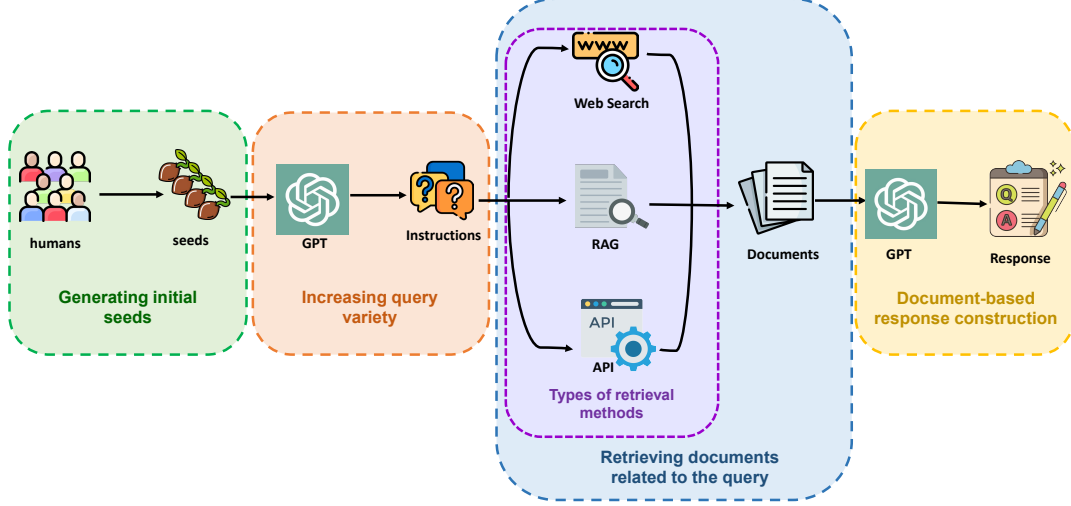 humans
seeds
Generating initial
seeds
GPT
Instructions
Increasing query
variety
WWW
Web Search
RAG
API
API
Types of retrieval
methods
Documents
Retrieving documents
related to the query
GPT
Q
A
Response
Document-based
response construction